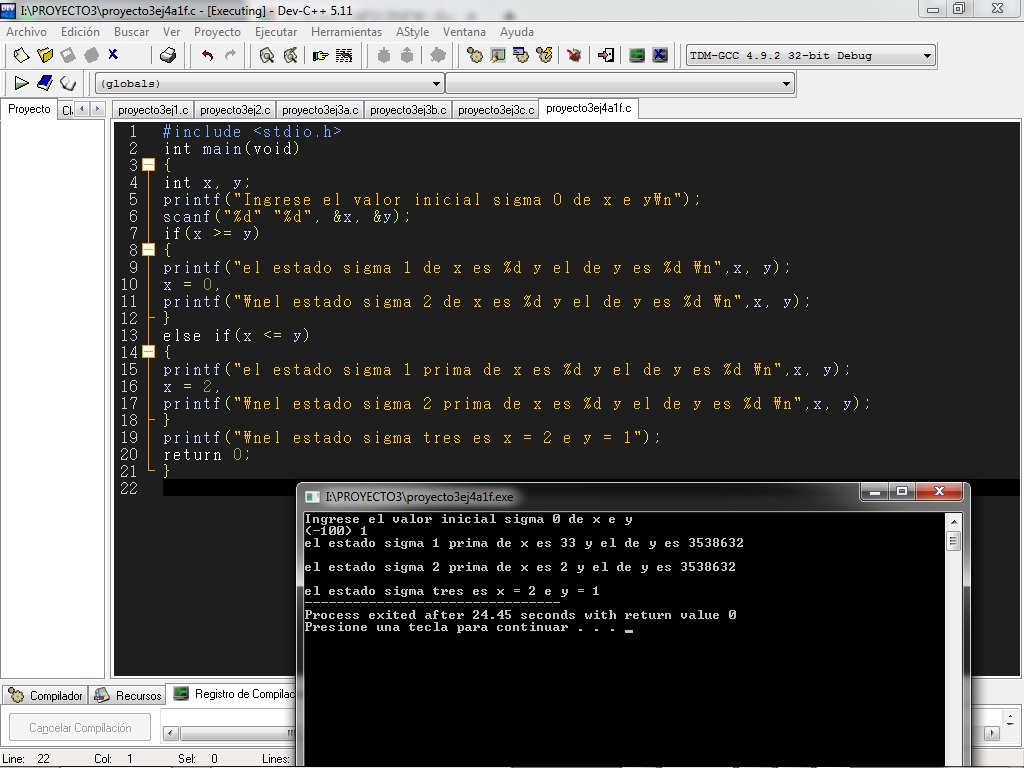 I:\PROYECTO3\proyecto3ej4a1f.c - [Executing] - Dev-C++ 5.11
Archivo Edición Buscar Ver Proyecto Ejecutar Herramientas AStyle Ventana Ayuda
TDM-GCC 4.9.2 32-bit Debug
(globals)
Proyecto Cl
proyecto3ej1.c proyecto3ej2.c proyecto3ej3a.c proyecto3ej3b.c proyecto3ej3c.c proyecto3ej4a1f.c
1 #include <stdio.h>
2 int main(void)
3 {
4 int x, y;
5 printf("Ingrese el valor inicial sigma 0 de x e y₩n");
6 scanf("%d" "%d", &x, &y);
7 if(x >= y)
8 {
9 printf("el estado sigma 1 de x es %d y el de y es %d ₩n",x, y);
10 x = 0,
11 printf("₩nel estado sigma 2 de x es %d y el de y es %d ₩n",x, y);
12 }
13 else if(x <= y)
14 {
15 printf("el estado sigma 1 prima de x es %d y el de y es %d ₩n",x, y);
16 x = 2,
17 printf("₩nel estado sigma 2 prima de x es %d y el de y es %d ₩n",x, y);
18 }
19 printf("₩nel estado sigma tres es x = 2 e y = 1");
20 return 0;
21 }
22
I:\PROYECTO3\proyecto3ej4a1f.exe
Ingrese el valor inicial sigma 0 de x e y
(-100) 1
el estado sigma 1 prima de x es 33 y el de y es 3538632
el estado sigma 2 prima de x es 2 y el de y es 3538632
el estado sigma tres es x = 2 e y = 1
--------------------------------
Process exited after 24.45 seconds with return value 0
Presione una tecla para continuar . . . _
Compilador Recursos Registro de Compilac
Cancelar Compilación
Line: 22 Col: 1 Sel: 0 Lines: